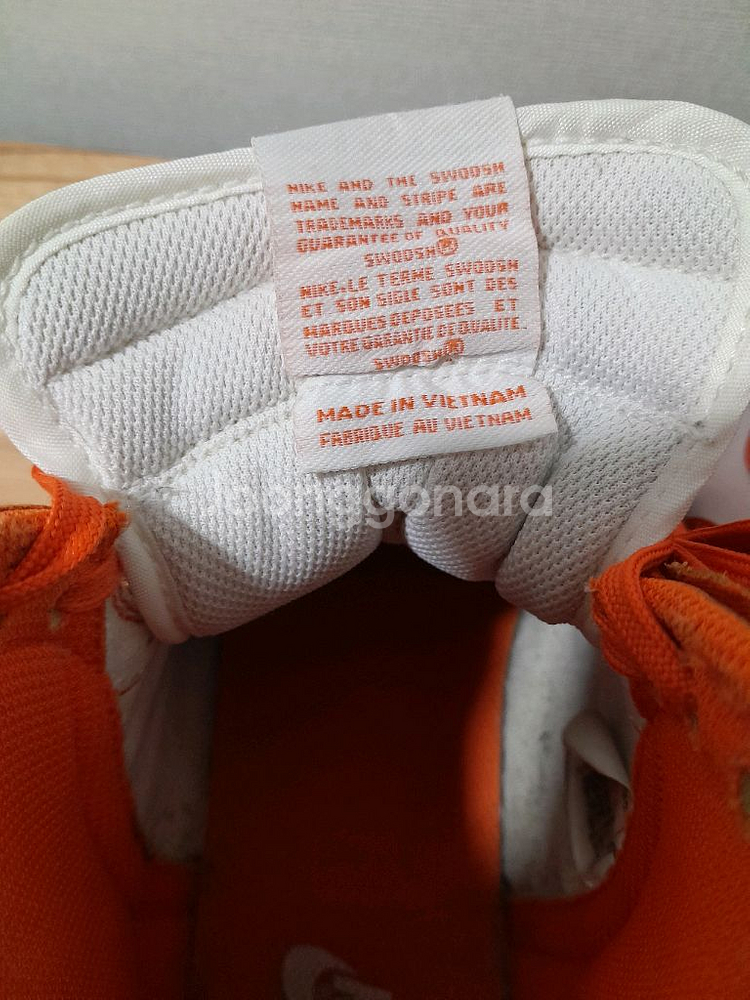 NIKE AND THE SWOOSH
NAME AND STRIPE ARE
TRADEMARKS AND YOUR
GUARANTEE OF QUALITY
SWOOSH®
NIKE·LE TERME SWOOSH
ET SON SIGLE SONT DES
MARQUES DEPOSEES ET
VOTRE GARANTIE DE QUALITE.
SWOOSH®
MADE IN VIETNAM
FABRIQUE AU VIETNAM
joonggonara